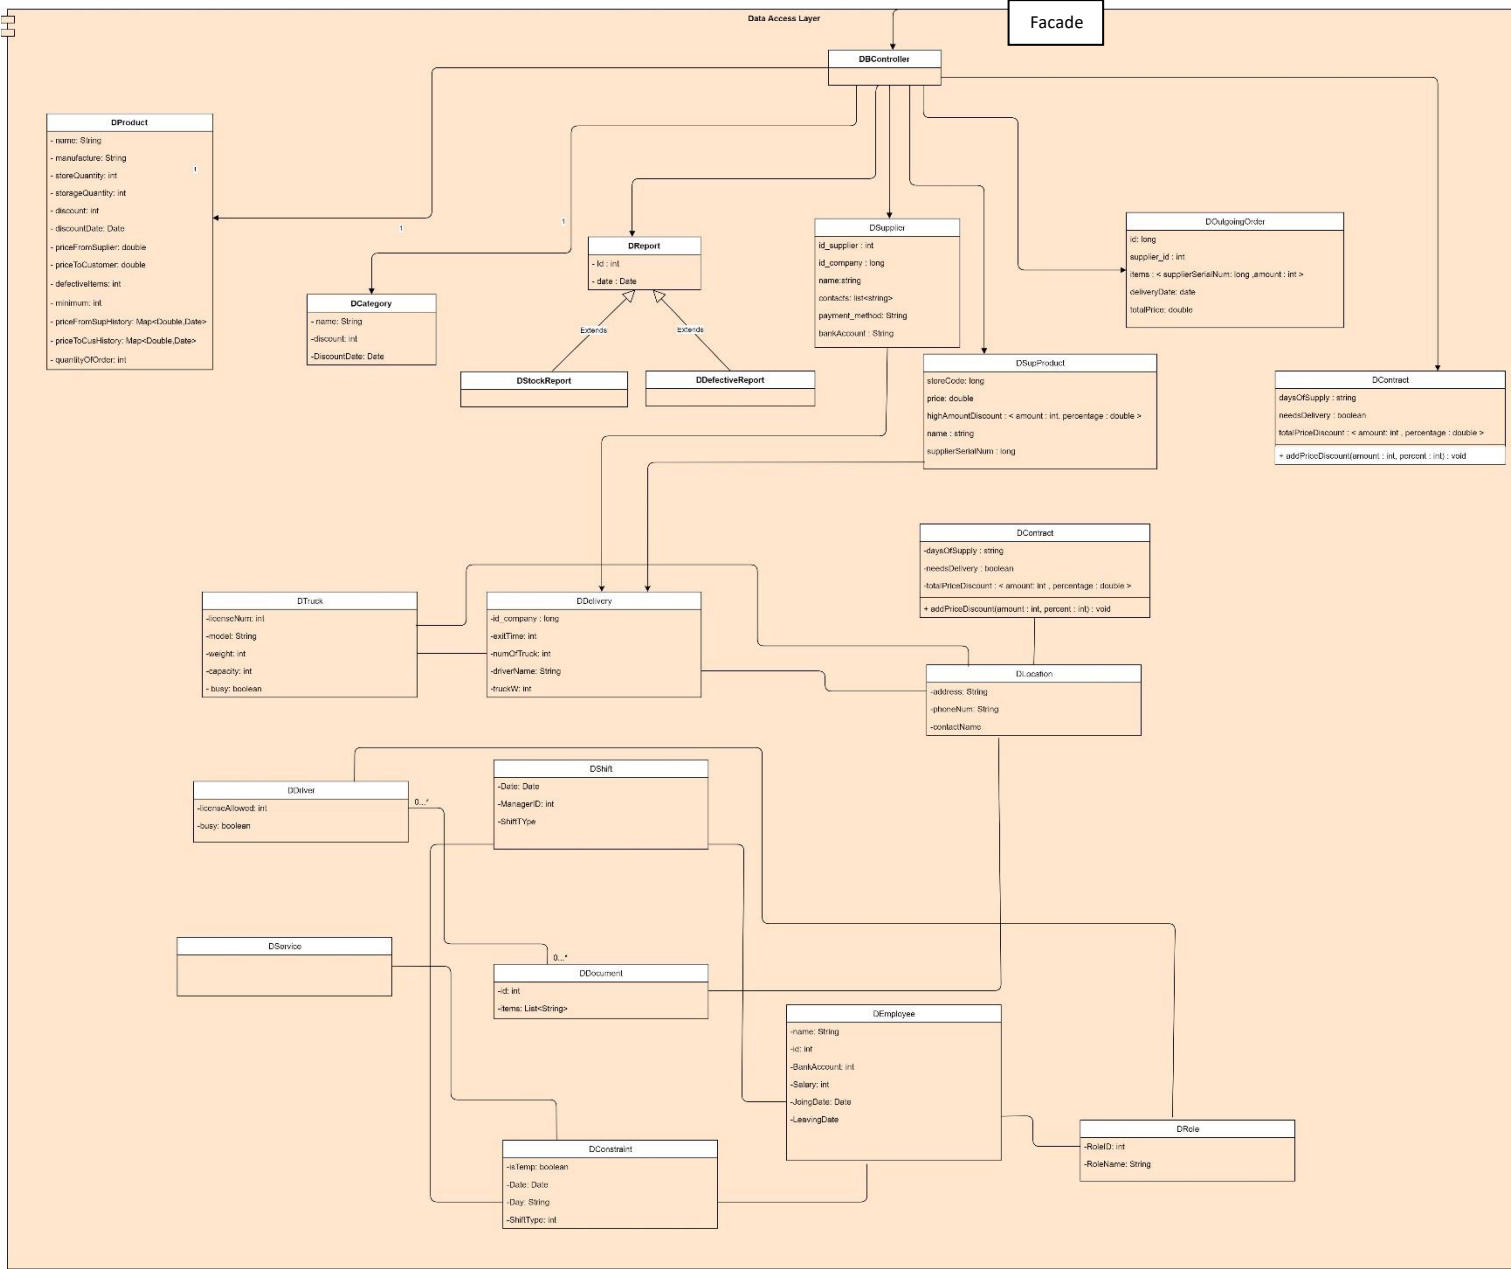 Data Access Layer
Facade
DBController
DProduct
- name: String
- manufacture: String
- storeQuantity: int
- storageQuantity: int
- discount: int
- discountDate: Date
- priceFromSuplier: double
- priceToCustomer: double
- defectiveItems: int
- minimum: int
- priceFromSupHistory: Map<Double,Date>
- priceToCusHistory: Map<Double,Date>
- quantityOfOrder: int
1
1
1
DCategory
- name: String
-discount: int
-DiscountDate: Date
DReport
- Id : int
- date : Date
Extends
Extends
DStockReport
DDefectiveReport
DSupplier
id_supplier : int
id_company : long
name:string
contacts: list<string>
payment_method: String
bankAccount : String
DOutgoingOrder
id: long
supplier_id : int
items : < supplierSerialNum: long ,amount : int >
deliveryDate: date
totalPrice: double
DSupProduct
storeCode: long
price: double
highAmountDiscount : < amount : int, percentage : double >
name : string
supplierSerialNum : long
DContract
daysOfSupply : string
needsDelivery : boolean
totalPriceDiscount : < amount: int , percentage : double >
+ addPriceDiscount(amount : int, percent : int) : void
DContract
-daysOfSupply : string
-needsDelivery : boolean
-totalPriceDiscount : < amount: int , percentage : double >
+ addPriceDiscount(amount : int, percent : int) : void
DTruck
-licenseNum: int
-model: String
-weight: int
-capacity: int
- busy: boolean
DDelivery
-id_company : long
-exitTime: int
-numOfTruck: int
-driverName: String
-truckW: int
DLocation
-address: String
-phoneNum: String
-contactName
DDriver
-licenseAllowed: int
-busy: boolean
0...*
DShift
-Date: Date
-ManagerID: int
-ShiftTYpe
DService
0...*
DDocument
-id: int
-items: List<String>
DEmployee
-name: String
-id: int
-BankAccount: int
-Salary: int
-JoingDate: Date
-LeavingDate
DRole
-RoleID: int
-RoleName: String
DConstraint
-isTemp: boolean
-Date: Date
-Day: String
-ShiftType: int